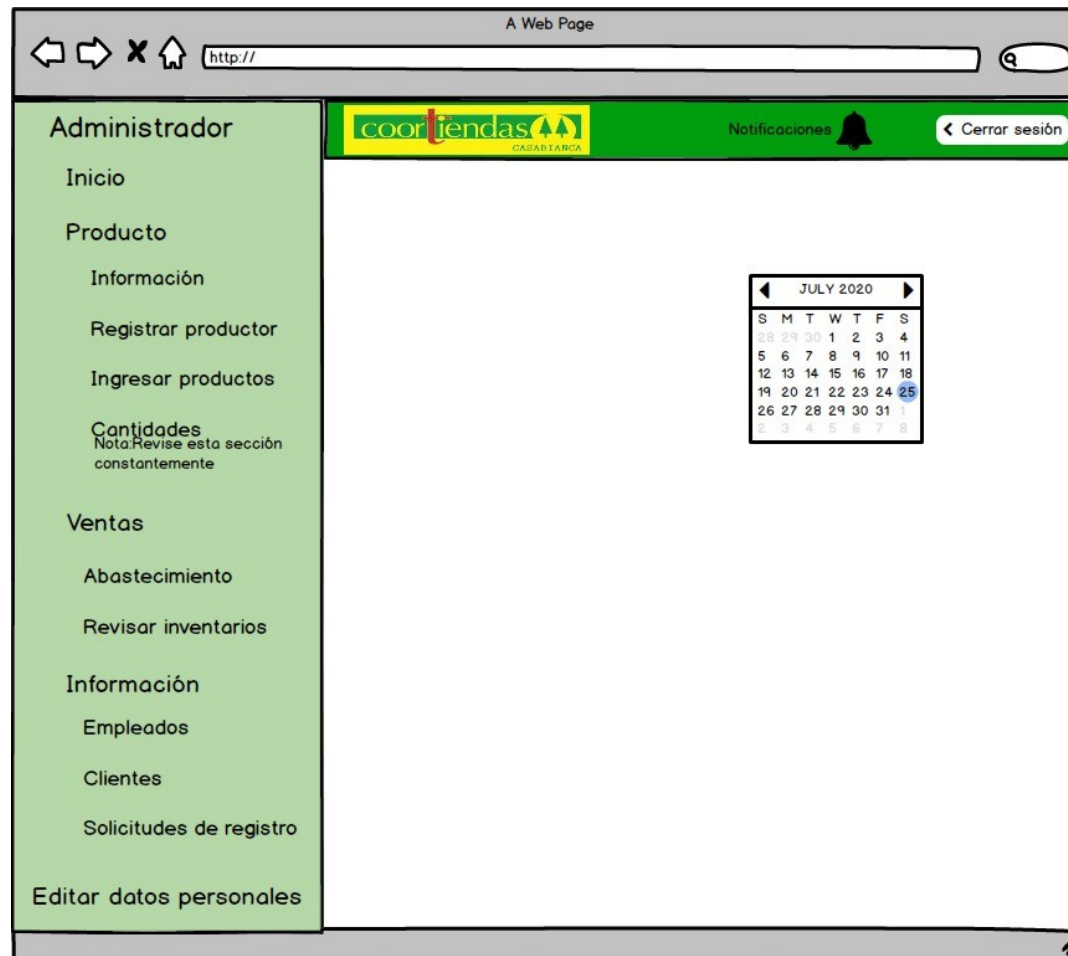 A Web Page
http://
Administrador
coortiendas
CASADIANCA
Notificaciones
Cerrar sesión
Inicio
Producto
Información
Registrar productor
Ingresar productos
Cantidades
Nota:Revise esta sección
constantemente
Ventas
Abastecimiento
Revisar inventarios
Información
Empleados
Clientes
Solicitudes de registro
Editar datos personales
JULY 2020
S M T W T F S
28 29 30 1 2 3 4
5 6 7 8 9 10 11
12 13 14 15 16 17 18
19 20 21 22 23 24 25
26 27 28 29 30 31 1
2 3 4 5 6 7 8